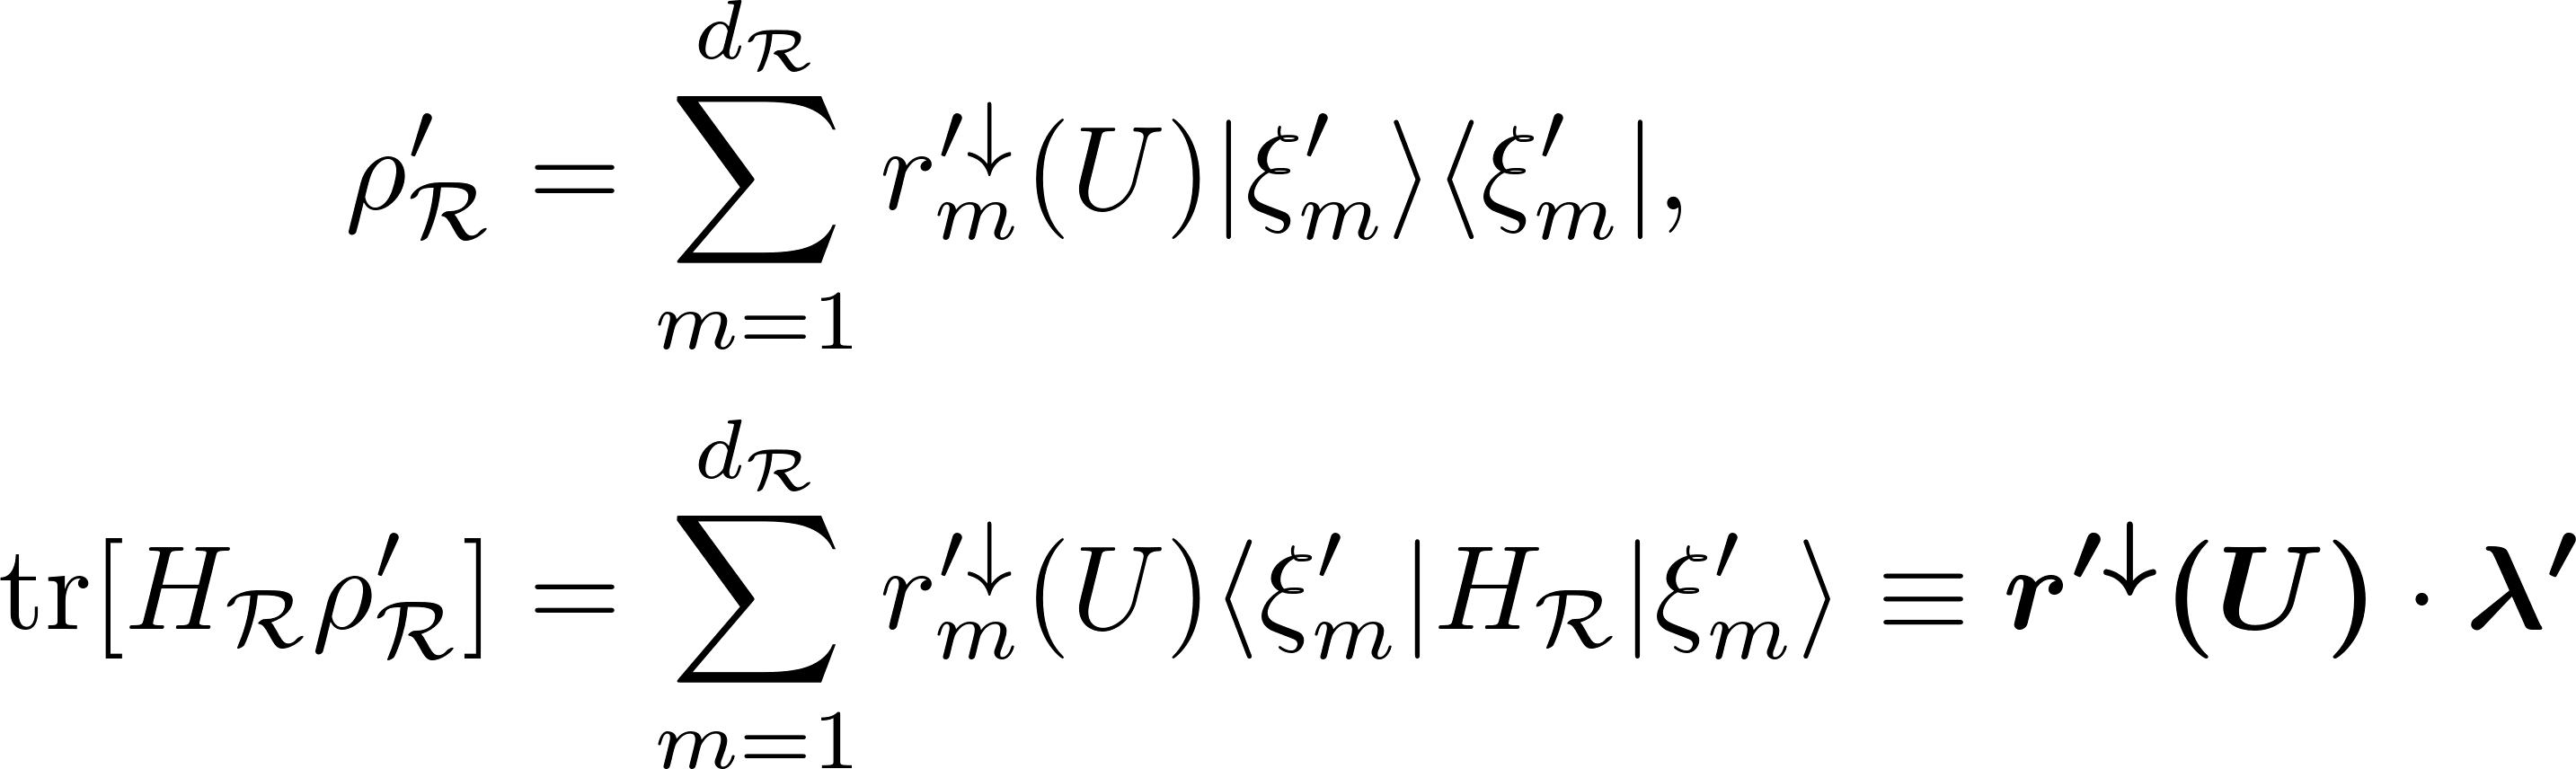 \rho'_{\mathcal{R}} = \sum_{m=1}^{d_{\mathcal{R}}} r'^{\downarrow}_m(U)|\xi'_m\rangle\langle\xi'_m|,
\mathrm{tr}[H_{\mathcal{R}}\rho'_{\mathcal{R}}] = \sum_{m=1}^{d_{\mathcal{R}}} r'^{\downarrow}_m(U)\langle\xi'_m|H_{\mathcal{R}}|\xi'_m\rangle \equiv \boldsymbol{r'^{\downarrow}(U)} \cdot \boldsymbol{\lambda'}